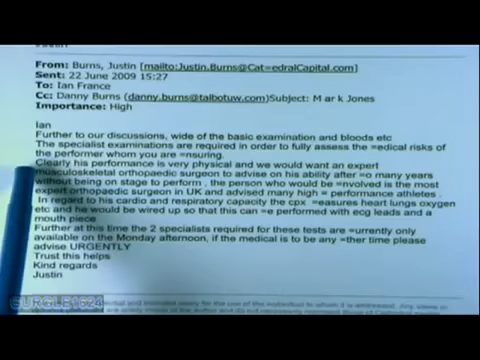 From: Burns, Justin [mailto:Justin.Burns@Cat=edralCapital.com]
Sent: 22 June 2009 15:27
To: Ian France
Cc: Danny Burns (danny.burns@talbotuw.com)Subject: M ar k Jones
Importance: High
Ian
Further to our discussions, wide of the basic examination and bloods etc
The specialist examinations are required in order to fully assess the =edical risks of
the performer whom you are =nsuring.
Clearly his performance is very physical and we would want an expert
musculoskeletal orthopaedic surgeon to advise on his ability after =o many years
without being on stage to perform , the person who would be =nvolved is the most
expert orthopaedic surgeon in UK and advised many high = performance athletes .
In regard to his cardio and respiratory capacity the cpx =easures heart lungs oxygen
etc and he would be wired up so that this can =e performed with ecg leads and a
mouth piece
Further at this time the 2 specialists required for these tests are =urrently only
available on the Monday afternoon, if the medical is to be any =ther time please
advise URGENTLY
Trust this helps
Kind regards
Justin